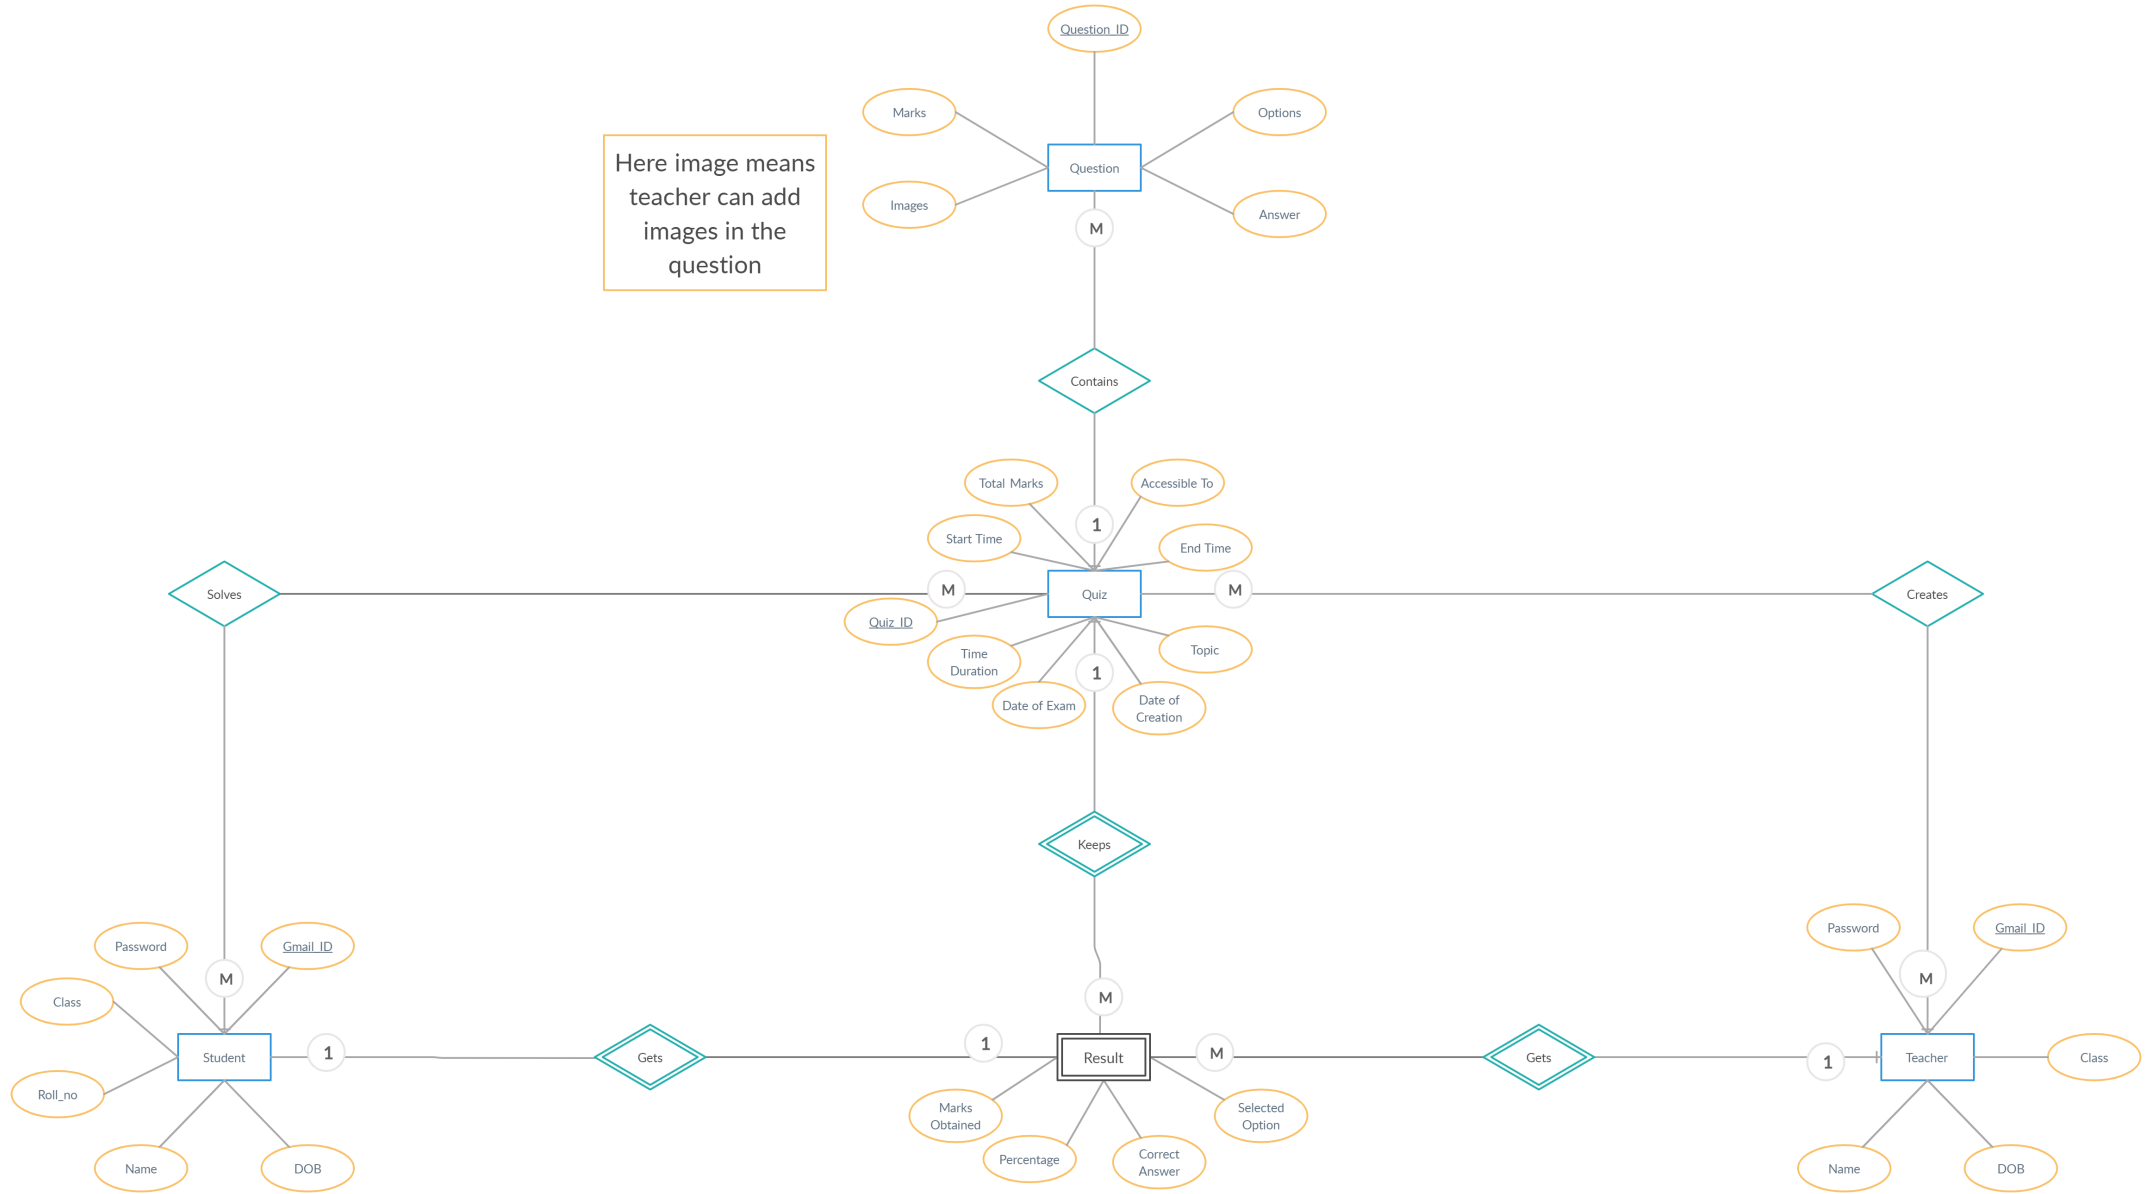 Question_ID
Marks
Options
Here image means
teacher can add
images in the
question
Question
Images
Answer
M
Contains
Total Marks
Accessible To
1
Start Time
End Time
Solves
M
Quiz
M
Creates
Quiz_ID
Time
Duration
Topic
1
Date of Exam
Date of
Creation
Keeps
Password
Gmail_ID
Password
Gmail_ID
M
M
Class
M
Student
1
Gets
1
Result
M
Gets
1
Teacher
Class
Roll_no
Marks
Obtained
Selected
Option
Percentage
Correct
Answer
Name
DOB
Name
DOB